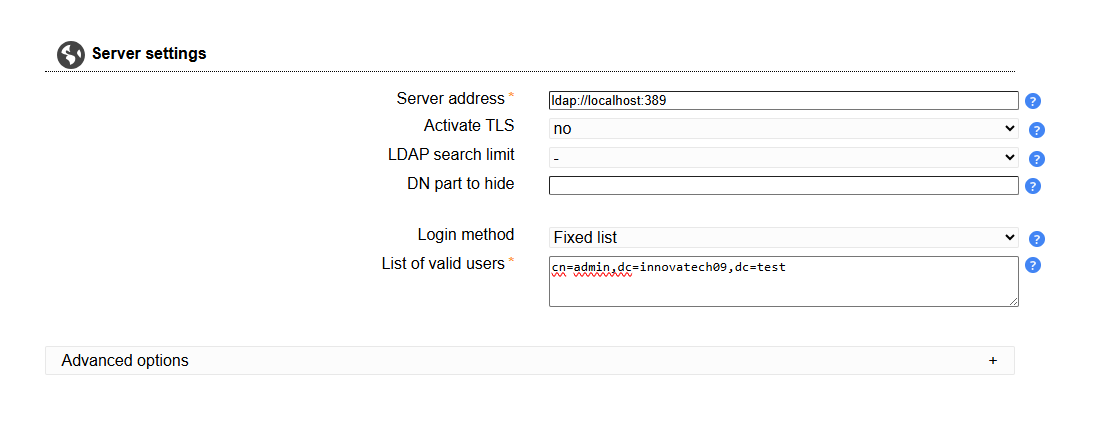 Server settings
Server address * ldap://localhost:389 ?
Activate TLS no ?
LDAP search limit - ?
DN part to hide ?
Login method Fixed list ?
List of valid users * cn=admin,dc=innovatech09,dc=test ?
Advanced options +